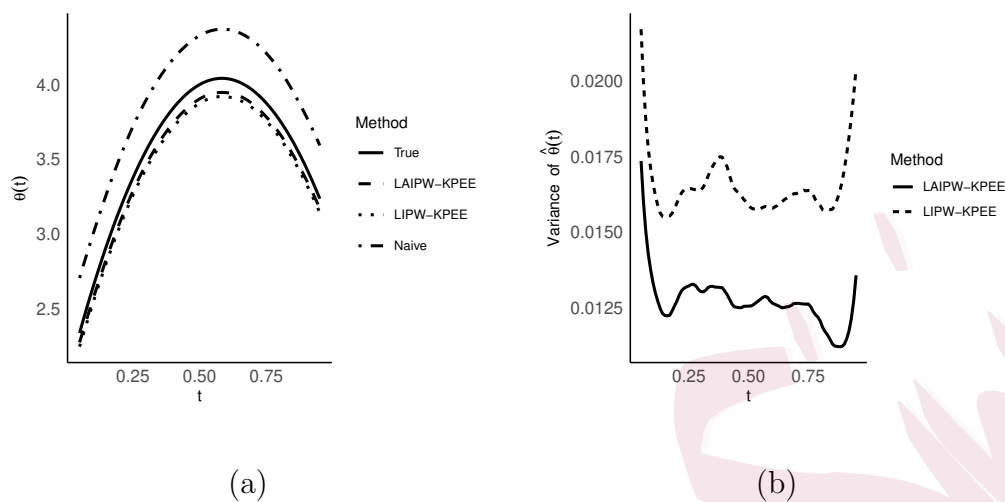 4.0
3.5
3.0
2.5
θ(t)
0.25 0.50 0.75
t
Method
True
LAIPW−KPEE
LIPW−KPEE
Naive
(a)
0.0200
0.0175
0.0150
0.0125
Variance of θ̂(t)
0.25 0.50 0.75
t
Method
LAIPW−KPEE
LIPW−KPEE
(b)